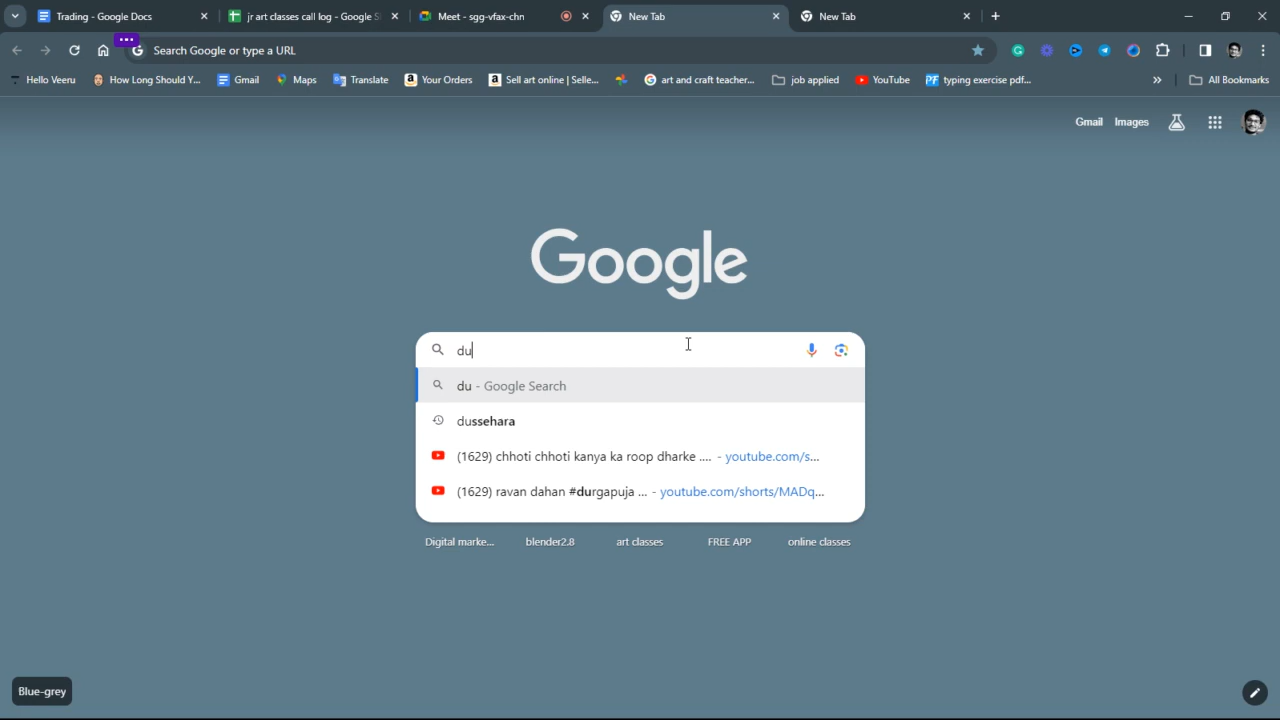 Trading - Google Docs
jr art classes call log - Google S
Meet - sgg-vfax-chn
New Tab
New Tab
Search Google or type a URL
Hello Veeru
How Long Should Y...
Gmail
Maps
Translate
Your Orders
Sell art online | Selle...
art and craft teacher...
job applied
YouTube
typing exercise pdf...
All Bookmarks
Gmail
Images
Google
du
du - Google Search
dussehara
(1629) chhoti chhoti kanya ka roop dharke .... - youtube.com/s...
(1629) ravan dahan #durgapuja ... - youtube.com/shorts/MADq...
Digital marke...
blender2.8
art classes
FREE APP
online classes
Blue-grey